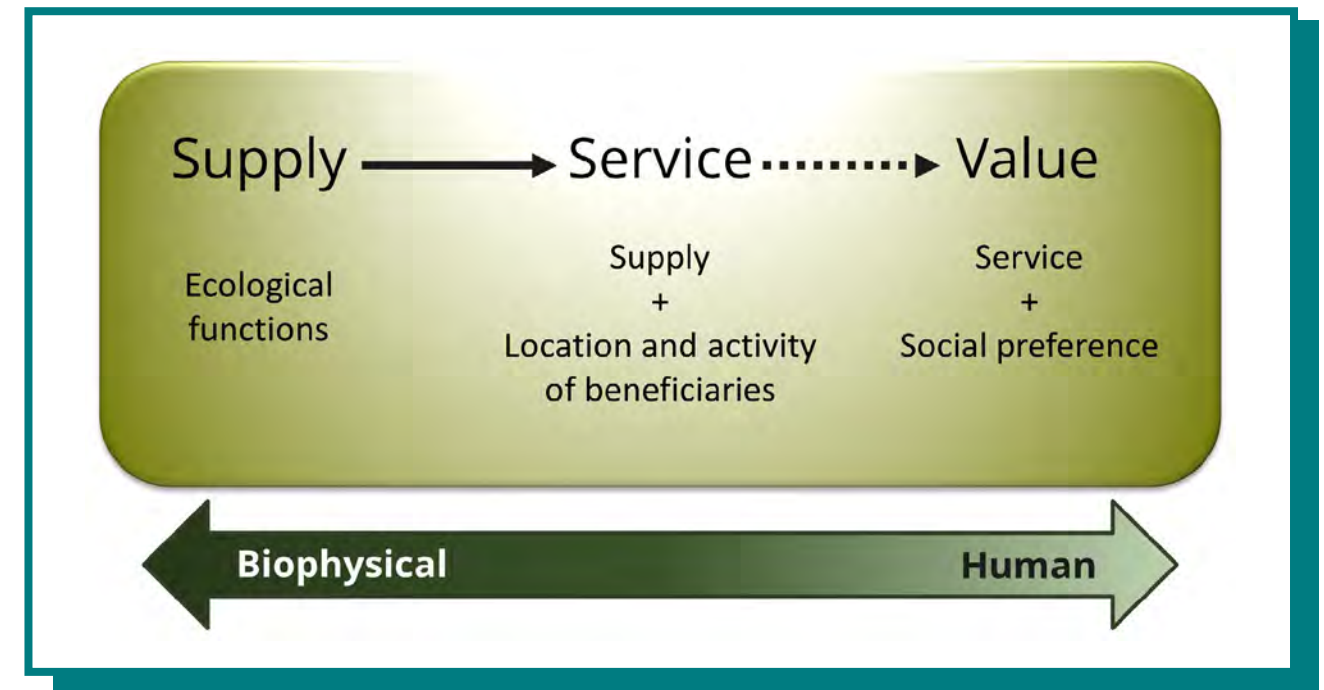 Supply Service Value
Ecological
functions
Supply
+
Location and activity
of beneficiaries
Service
+
Social preference
Biophysical Human